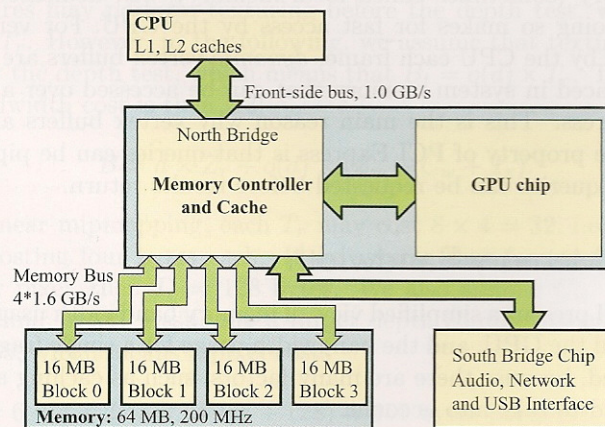 CPU
L1, L2 caches
Front-side bus, 1.0 GB/s
North Bridge
Memory Controller
and Cache
GPU chip
Memory Bus
4*1.6 GB/s
16 MB
Block 0
16 MB
Block 1
16 MB
Block 2
16 MB
Block 3
Memory: 64 MB, 200 MHz
South Bridge Chip
Audio, Network
and USB Interface